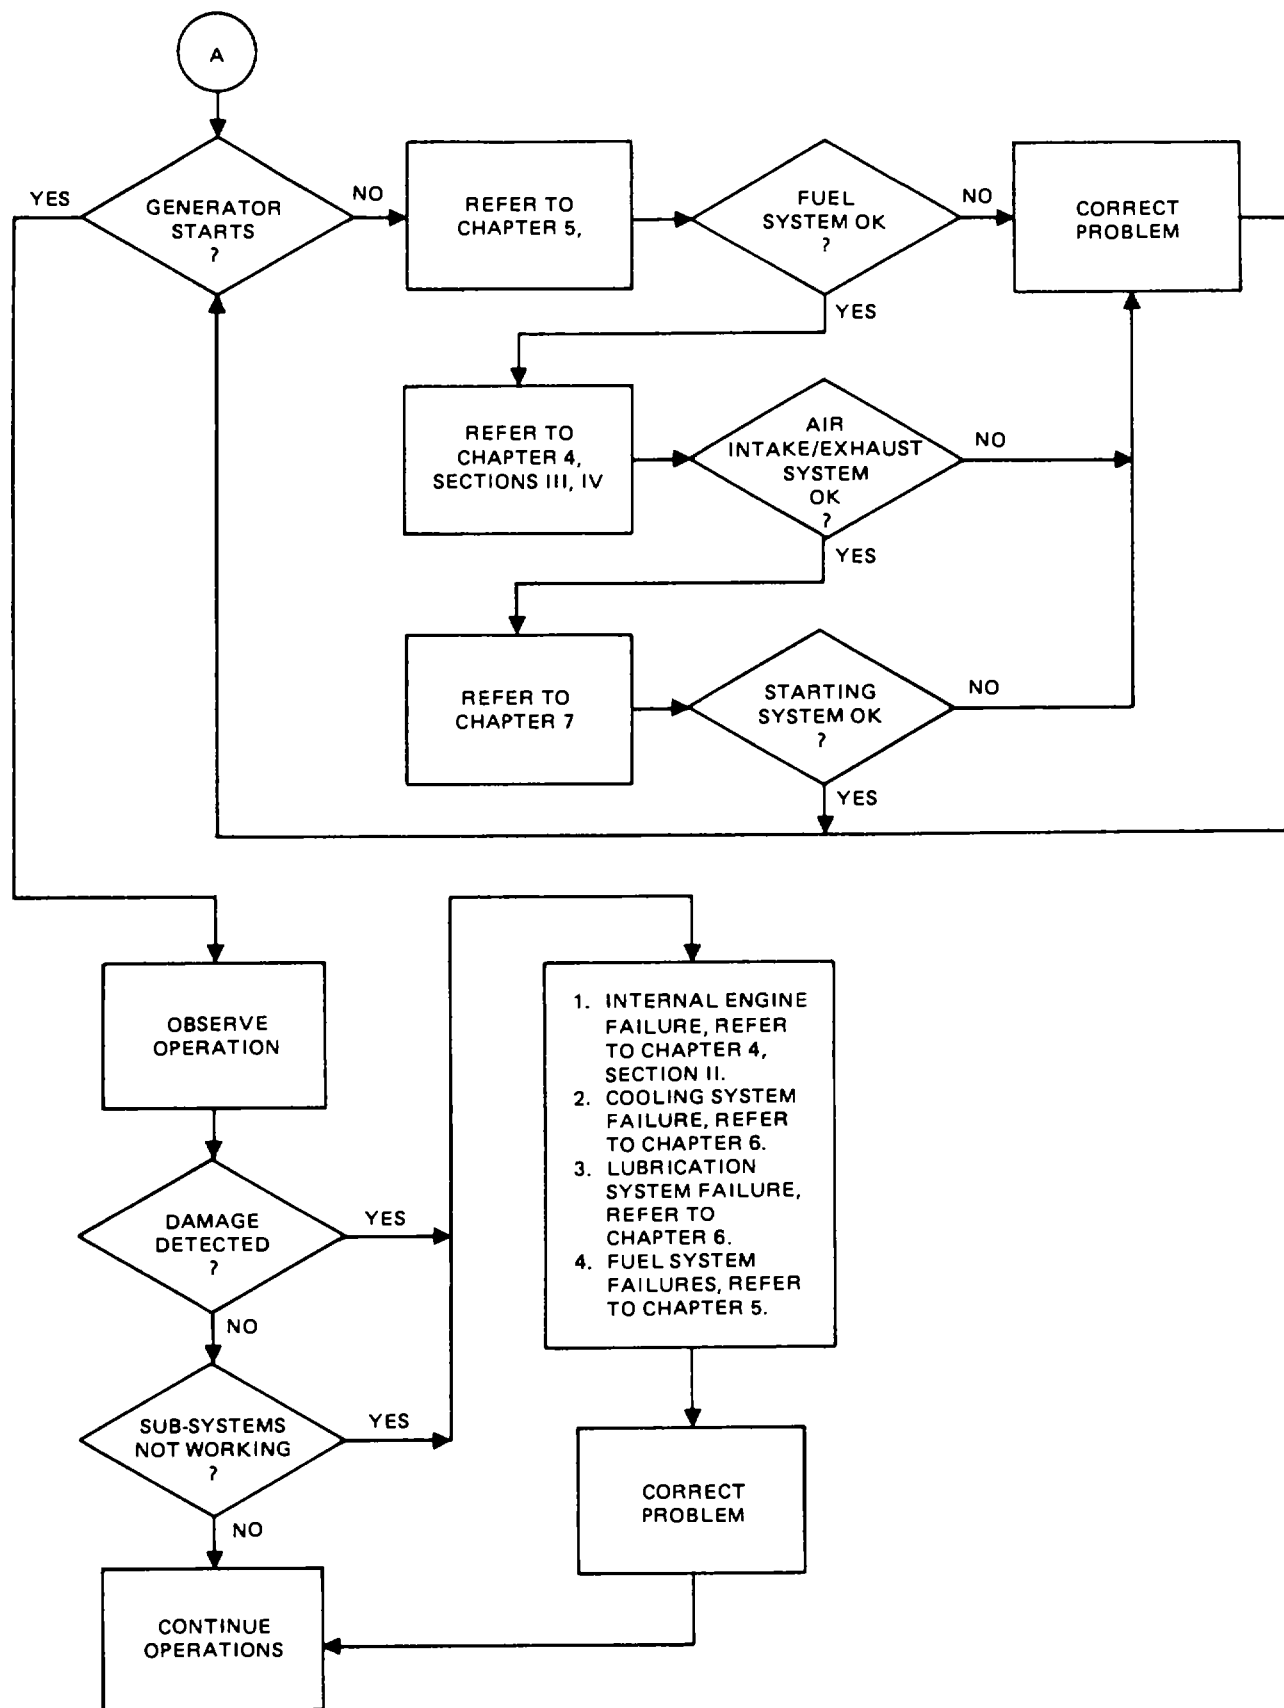 A
YES
GENERATOR
STARTS
?
NO
REFER TO
CHAPTER 5,
FUEL
SYSTEM OK
?
NO
CORRECT
PROBLEM
YES
REFER TO
CHAPTER 4,
SECTIONS III, IV
AIR
INTAKE/EXHAUST
SYSTEM
OK
?
NO
YES
REFER TO
CHAPTER 7
STARTING
SYSTEM OK
?
NO
YES
OBSERVE
OPERATION
DAMAGE
DETECTED
?
YES
NO
SUB-SYSTEMS
NOT WORKING
?
YES
NO
CONTINUE
OPERATIONS
1. INTERNAL ENGINE
FAILURE, REFER
TO CHAPTER 4,
SECTION II.
2. COOLING SYSTEM
FAILURE, REFER
TO CHAPTER 6.
3. LUBRICATION
SYSTEM FAILURE,
REFER TO
CHAPTER 6.
4. FUEL SYSTEM
FAILURES, REFER
TO CHAPTER 5.
CORRECT
PROBLEM